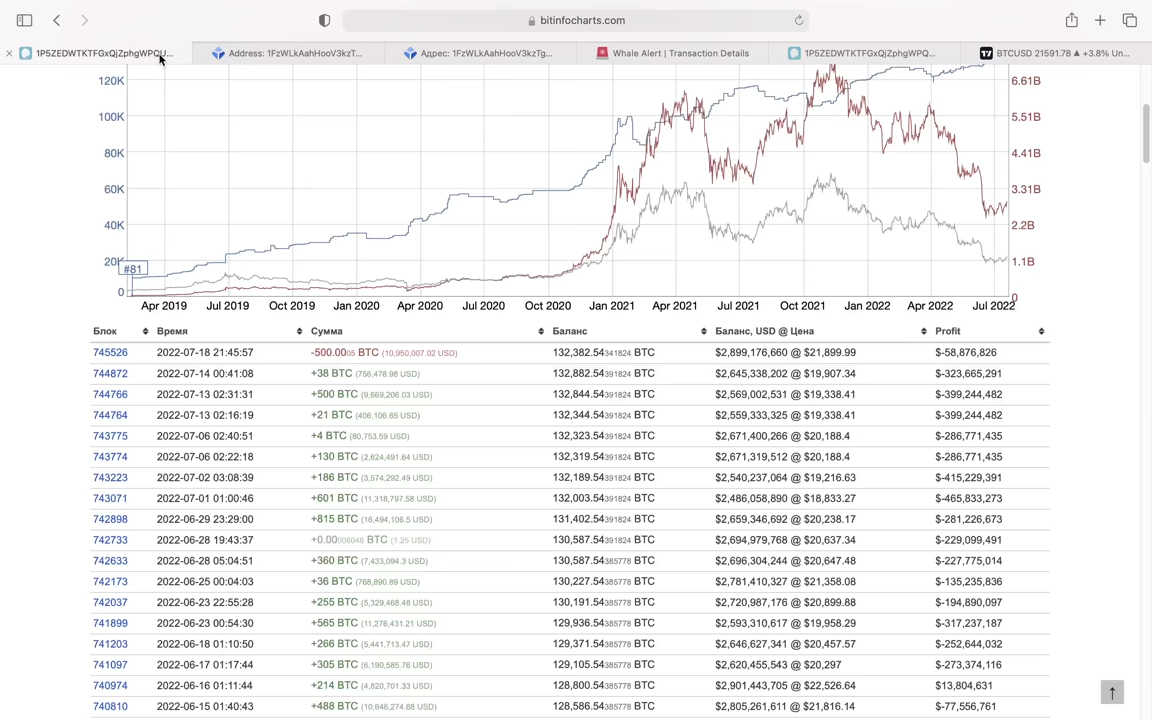 bitinfocharts.com
1P5ZEDWTKTFGxQjZphgWPQU... Address: 1FzWLkAahHooV3kzT... Адрес: 1FzWLkAahHooV3kzTg... Whale Alert | Transaction Details 1P5ZEDWTKTFGxQjZphgWPQ... BTCUSD 21591.78 ▲ +3.8% Un...
120K 6.61B
100K 5.51B
80K 4.41B
60K 3.31B
40K 2.2B
20K 1.1B
#81
0 0
Apr 2019 Jul 2019 Oct 2019 Jan 2020 Apr 2020 Jul 2020 Oct 2020 Jan 2021 Apr 2021 Jul 2021 Oct 2021 Jan 2022 Apr 2022 Jul 2022
Блок Время Сумма Баланс Баланс, USD @ Цена Profit
745526 2022-07-18 21:45:57 -500.0005 BTC (10,950,007.02 USD) 132,382.54341824 BTC $2,899,176,660 @ $21,899.99 $-58,876,826
744872 2022-07-14 00:41:08 +38 BTC (756,478.98 USD) 132,882.54391824 BTC $2,645,338,202 @ $19,907.34 $-323,665,291
744766 2022-07-13 02:31:31 +500 BTC (9,669,206.03 USD) 132,844.54391824 BTC $2,569,002,531 @ $19,338.41 $-399,244,482
744764 2022-07-13 02:16:19 +21 BTC (406,106.65 USD) 132,344.54391824 BTC $2,559,333,325 @ $19,338.41 $-399,244,482
743775 2022-07-06 02:40:51 +4 BTC (80,753.59 USD) 132,323.54391824 BTC $2,671,400,266 @ $20,188.4 $-286,771,435
743774 2022-07-06 02:22:18 +130 BTC (2,624,491.64 USD) 132,319.54391824 BTC $2,671,319,512 @ $20,188.4 $-286,771,435
743223 2022-07-02 03:08:39 +186 BTC (3,574,292.49 USD) 132,189.54391824 BTC $2,540,237,064 @ $19,216.63 $-415,229,391
743071 2022-07-01 01:00:46 +601 BTC (11,318,797.58 USD) 132,003.54391824 BTC $2,486,058,890 @ $18,833.27 $-465,833,273
742898 2022-06-29 23:29:00 +815 BTC (16,494,106.5 USD) 131,402.54391824 BTC $2,659,346,692 @ $20,238.17 $-281,226,673
742733 2022-06-28 19:43:37 +0.00006046 BTC (1.25 USD) 130,587.54391824 BTC $2,694,979,768 @ $20,637.34 $-229,099,491
742633 2022-06-28 05:04:51 +360 BTC (7,433,094.3 USD) 130,587.54385778 BTC $2,696,304,244 @ $20,647.48 $-227,775,014
742173 2022-06-25 00:04:03 +36 BTC (768,890.89 USD) 130,227.54385778 BTC $2,781,410,327 @ $21,358.08 $-135,235,836
742037 2022-06-23 22:55:28 +255 BTC (5,329,468.48 USD) 130,191.54385778 BTC $2,720,987,176 @ $20,899.88 $-194,890,097
741899 2022-06-23 00:54:30 +565 BTC (11,276,431.21 USD) 129,936.54385778 BTC $2,593,310,617 @ $19,958.29 $-317,237,187
741203 2022-06-18 01:10:50 +266 BTC (5,441,713.47 USD) 129,371.54385778 BTC $2,646,627,341 @ $20,457.57 $-252,644,032
741097 2022-06-17 01:17:44 +305 BTC (6,190,585.76 USD) 129,105.54385778 BTC $2,620,455,543 @ $20,297 $-273,374,116
740974 2022-06-16 01:11:44 +214 BTC (4,820,701.33 USD) 128,800.54385778 BTC $2,901,443,705 @ $22,526.64 $13,804,631
740810 2022-06-15 01:40:43 +488 BTC (10,646,274.68 USD) 128,586.54385778 BTC $2,805,261,611 @ $21,816.14 $-77,556,761